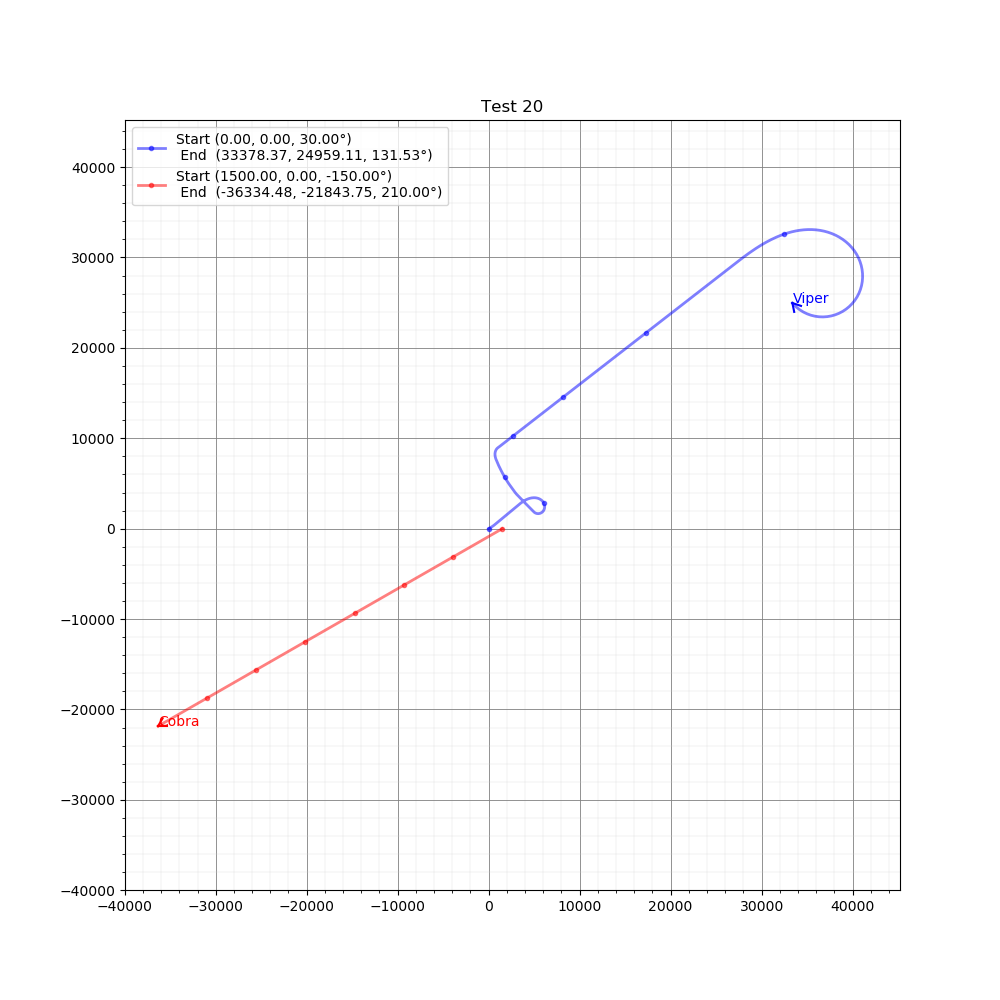 Test 20
Start (0.00, 0.00, 30.00°)
End (33378.37, 24959.11, 131.53°)
Start (1500.00, 0.00, -150.00°)
End (-36334.48, -21843.75, 210.00°)
40000
30000
20000
10000
0
−10000
−20000
−30000
−40000
Viper
Cobra
−40000 −30000 −20000 −10000 0 10000 20000 30000 40000